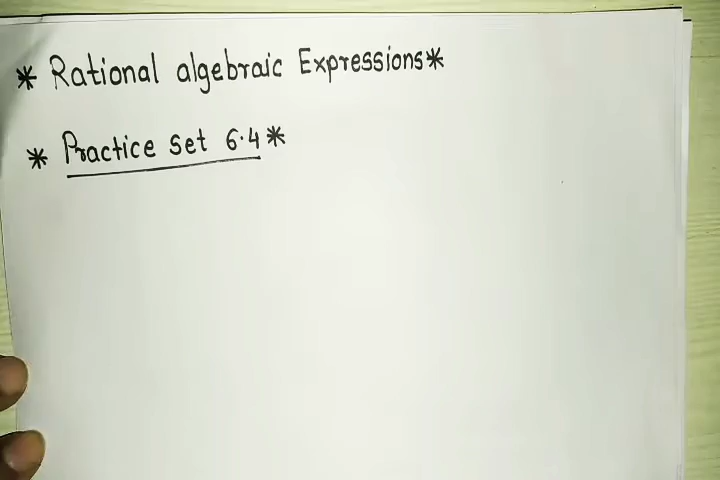 * Rational algebraic Expressions *
* Practice set 6.4 *